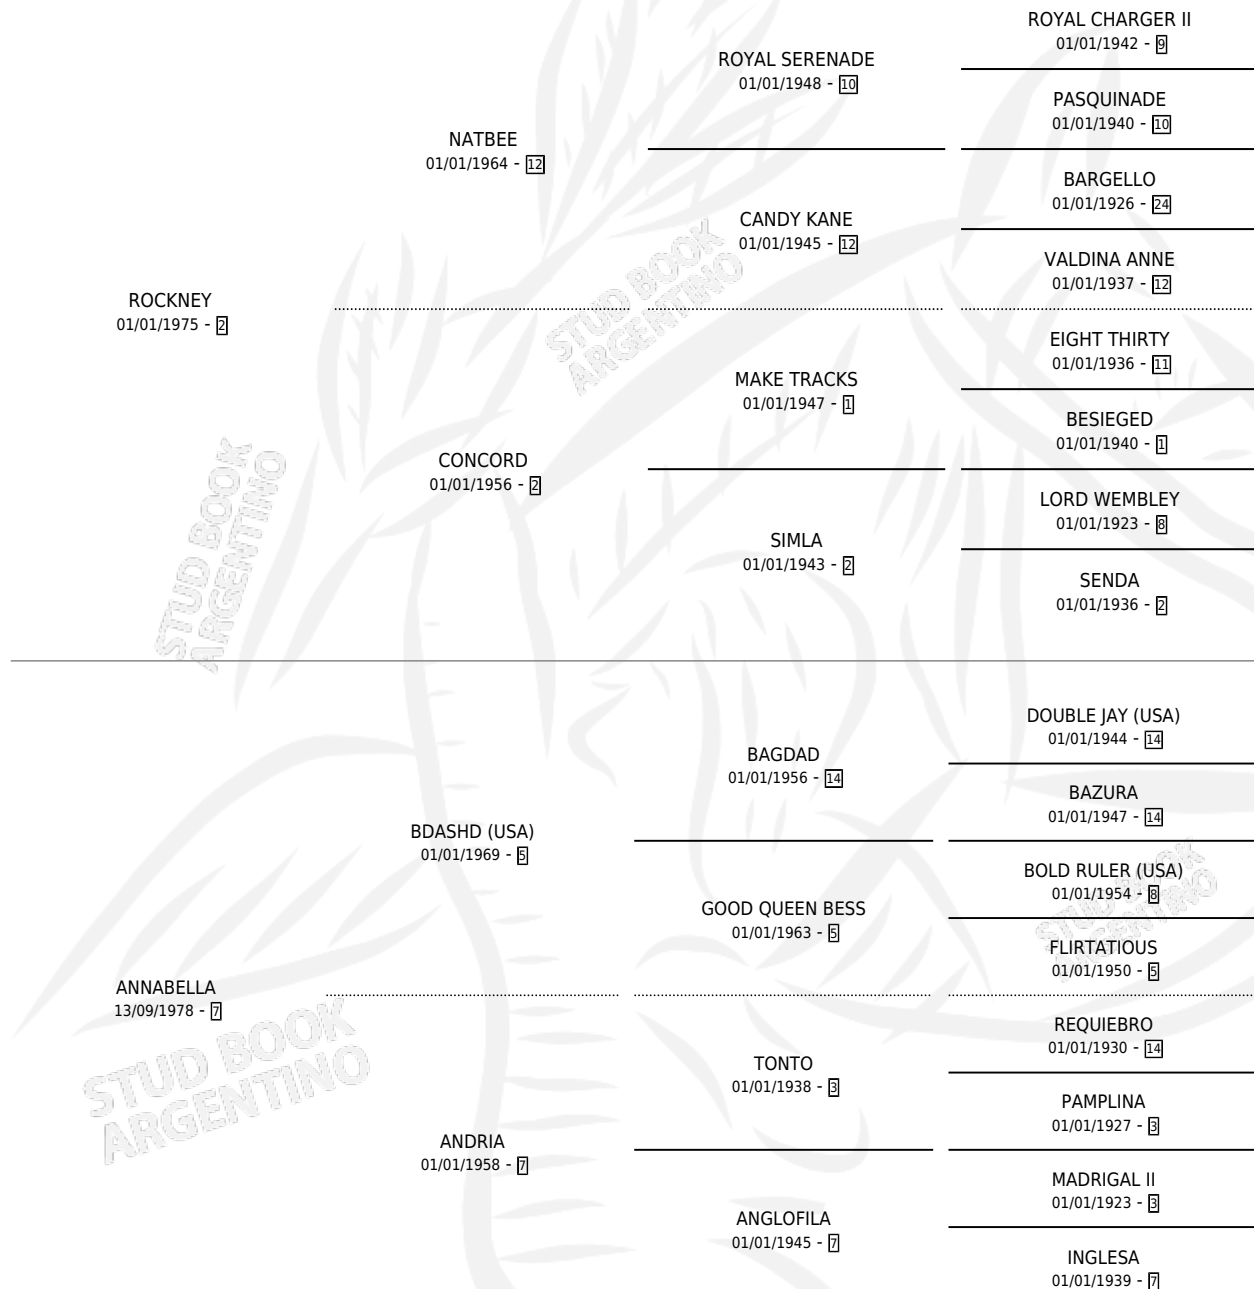 ROYAL CHARGER II
01/01/1942 - 9
ROYAL SERENADE
01/01/1948 - 10
PASQUINADE
01/01/1940 - 10
NATBEE
01/01/1964 - 12
BARGELLO
01/01/1926 - 24
CANDY KANE
01/01/1945 - 12
VALDINA ANNE
01/01/1937 - 12
ROCKNEY
01/01/1975 - 2
EIGHT THIRTY
01/01/1936 - 11
MAKE TRACKS
01/01/1947 - 1
BESIEGED
01/01/1940 - 1
CONCORD
01/01/1956 - 2
LORD WEMBLEY
01/01/1923 - 8
SIMLA
01/01/1943 - 2
SENDA
01/01/1936 - 2
STUD BOOK
ARGENTINO
STUD BOOK
ARGENTINO
DOUBLE JAY (USA)
01/01/1944 - 14
BAGDAD
01/01/1956 - 14
BAZURA
01/01/1947 - 14
BDASHD (USA)
01/01/1969 - 5
BOLD RULER (USA)
01/01/1954 - 8
GOOD QUEEN BESS
01/01/1963 - 5
FLIRTATIOUS
01/01/1950 - 5
STUD BOOK
ARGENTINO
ANNABELLA
13/09/1978 - 7
REQUIEBRO
01/01/1930 - 14
TONTO
01/01/1938 - 3
PAMPLINA
01/01/1927 - 3
ANDRIA
01/01/1958 - 7
MADRIGAL II
01/01/1923 - 3
ANGLOFILA
01/01/1945 - 7
INGLESA
01/01/1939 - 7
STUD BOOK
ARGENTINO